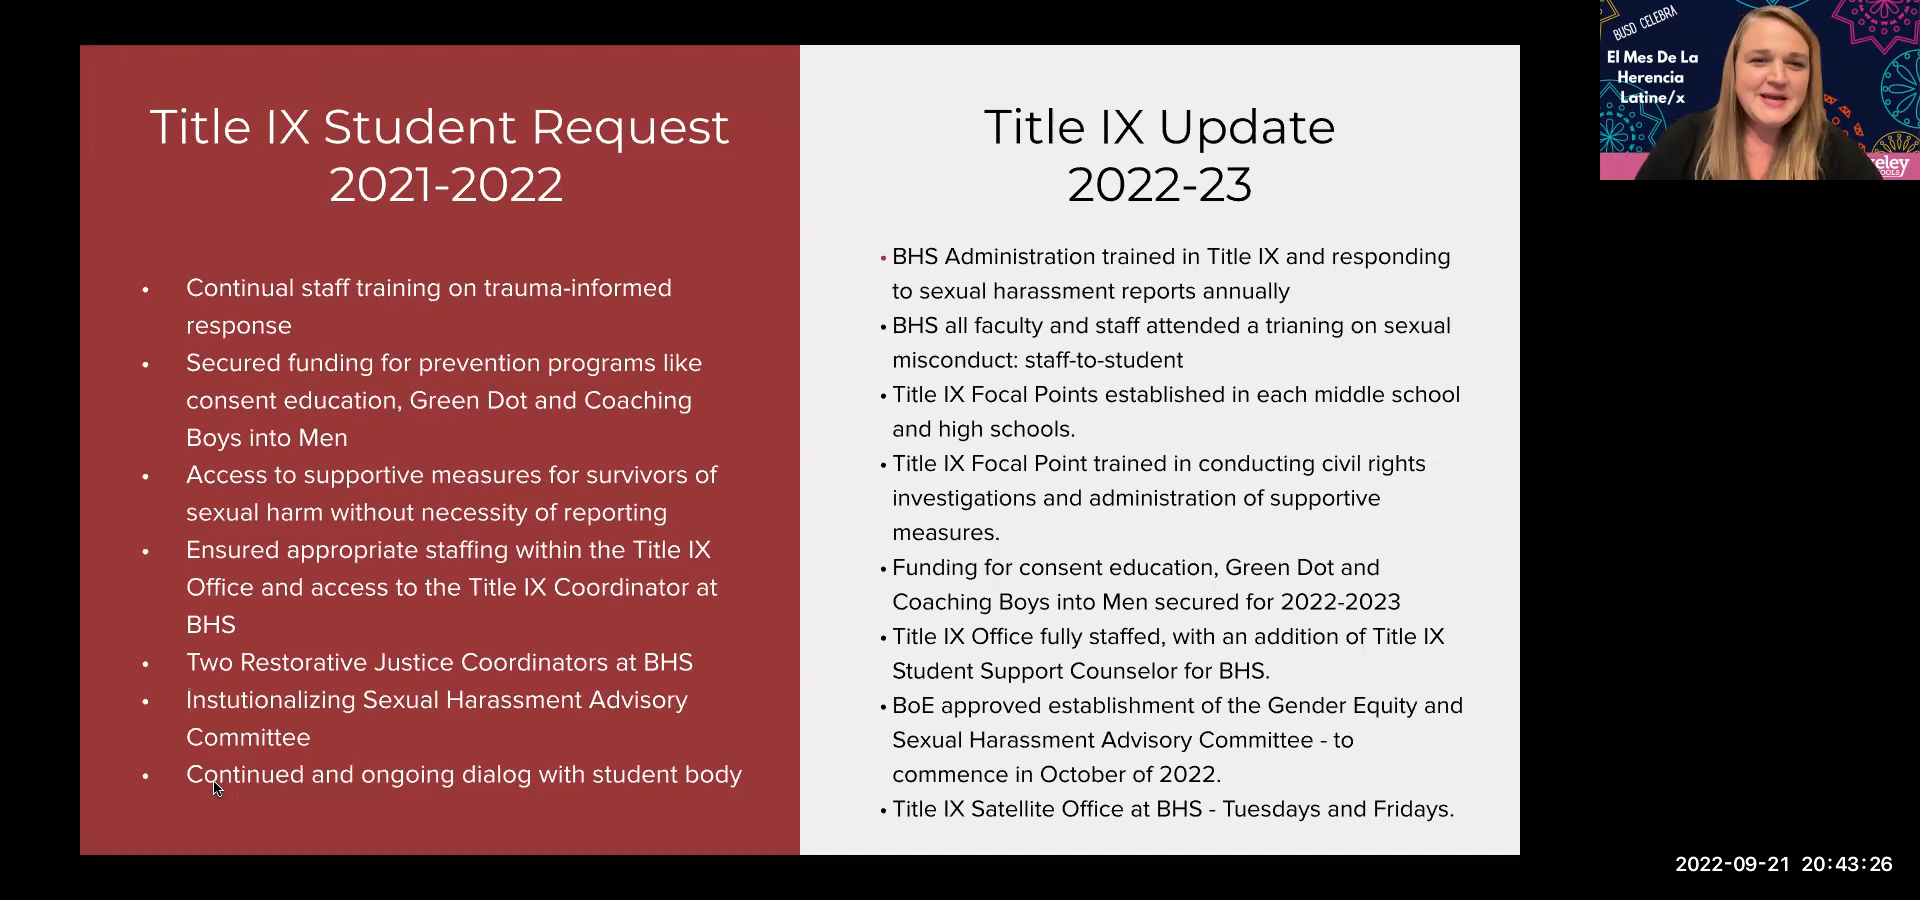 Title IX Student Request
2021-2022
• Continual staff training on trauma-informed
response
• Secured funding for prevention programs like
consent education, Green Dot and Coaching
Boys into Men
• Access to supportive measures for survivors of
sexual harm without necessity of reporting
• Ensured appropriate staffing within the Title IX
Office and access to the Title IX Coordinator at
BHS
• Two Restorative Justice Coordinators at BHS
• Instutionalizing Sexual Harassment Advisory
Committee
• Continued and ongoing dialog with student body
Title IX Update
2022-23
• BHS Administration trained in Title IX and responding
to sexual harassment reports annually
• BHS all faculty and staff attended a trianing on sexual
misconduct: staff-to-student
• Title IX Focal Points established in each middle school
and high schools.
• Title IX Focal Point trained in conducting civil rights
investigations and administration of supportive
measures.
• Funding for consent education, Green Dot and
Coaching Boys into Men secured for 2022-2023
• Title IX Office fully staffed, with an addition of Title IX
Student Support Counselor for BHS.
• BoE approved establishment of the Gender Equity and
Sexual Harassment Advisory Committee - to
commence in October of 2022.
• Title IX Satellite Office at BHS - Tuesdays and Fridays.
BUSD CELEBRA
El Mes De La
Herencia
Latine/x
eley
OOLS
2022-09-21 20:43:26